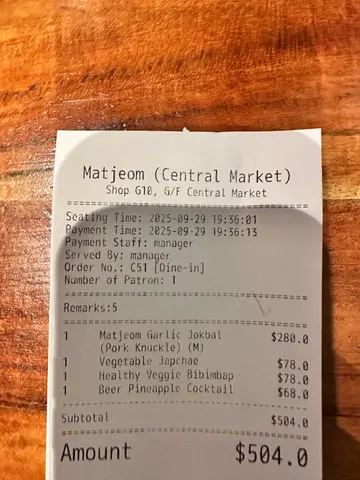 Matjeom (Central Market)
Shop G10, G/F Central Market
Seating Time: 2025-09-29 19:36:01
Payment Time: 2025-09-29 19:36:13
Payment Staff: manager
Served By: manager
Order No.: C51 [Dine-in]
Number of Patron: 1
Remarks:5
1 Matjeom Garlic Jokbal $280.0
(Pork Knuckle) (M)
1 Vegetable Japchae $78.0
1 Healthy Veggie Bibimbap $78.0
1 Beer Pineapple Cocktail $68.0
Subtotal $504.0
Amount $504.0